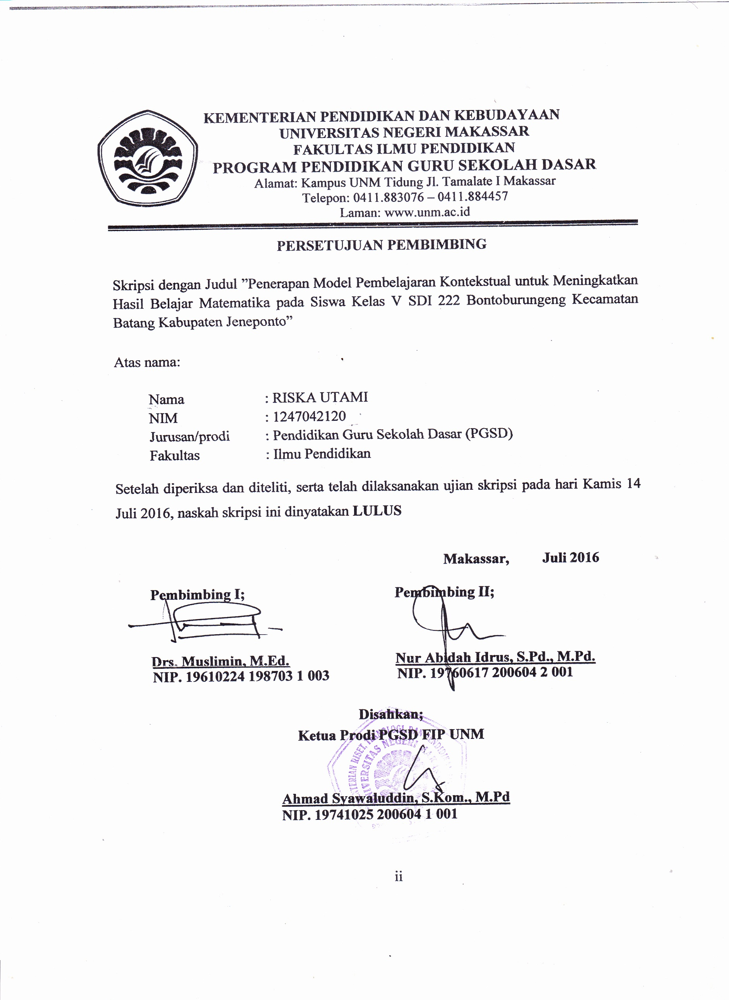 KEMENTERIAN PENDIDIKAN DAN KEBUDAYAAN
UNIVERSITAS NEGERI MAKASSAR
FAKULTAS ILMU PENDIDIKAN
PROGRAM PENDIDIKAN GURU SEKOLAH DASAR
Alamat: Kampus UNM Tidung Jl. Tamalate I Makassar
Telepon: 0411.883076 – 0411.884457
Laman: www.unm.ac.id
PERSETUJUAN PEMBIMBING
Skripsi dengan Judul ”Penerapan Model Pembelajaran Kontekstual untuk Meningkatkan
Hasil Belajar Matematika pada Siswa Kelas V SDI 222 Bontoburungeng Kecamatan
Batang Kabupaten Jeneponto”
Atas nama:
Nama : RISKA UTAMI
NIM : 1247042120
Jurusan/prodi : Pendidikan Guru Sekolah Dasar (PGSD)
Fakultas : Ilmu Pendidikan
Setelah diperiksa dan diteliti, serta telah dilaksanakan ujian skripsi pada hari Kamis 14
Juli 2016, naskah skripsi ini dinyatakan LULUS
Makassar, Juli 2016
Pembimbing I; Pembimbing II;
Drs. Muslimin, M.Ed. Nur Abidah Idrus, S.Pd., M.Pd.
NIP. 19610224 198703 1 003 NIP. 19760617 200604 2 001
Disahkan;
Ketua Prodi PGSD FIP UNM
RISET, DAN
NEGERI
Ahmad Syawaluddin, S.Kom., M.Pd
NIP. 19741025 200604 1 001
ii